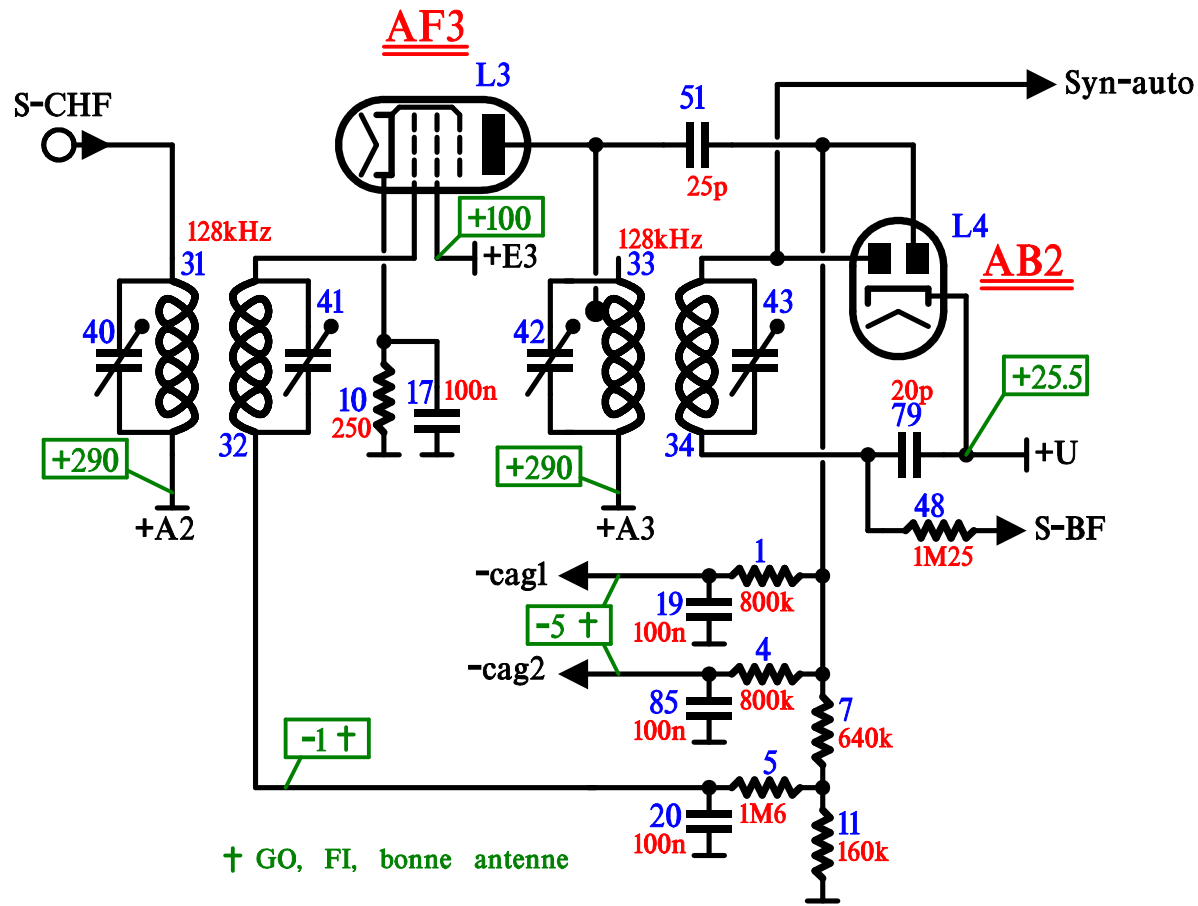 AF3
L3
S-CHF
51
Syn-auto
25p
+100
L4
128kHz
31
+E3
128kHz
33
AB2
40
41
42
43
+25.5
10
250
17
100n
20p
79
+290
32
+290
34
+U
+A2
+A3
48
1M25
S-BF
-cag1
1
800k
19
100n
-5 †
-cag2
4
800k
85
100n
7
640k
-1 †
5
1M6
20
100n
11
160k
† GO, FI, bonne antenne